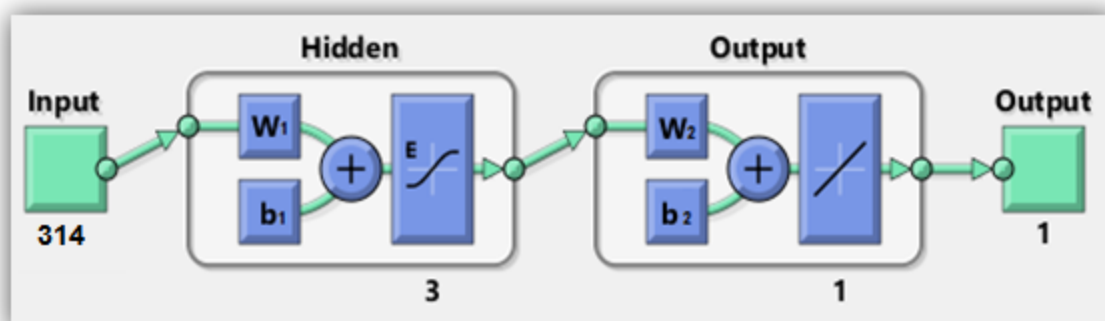 Hidden
Output
Input
Output
W1
W2
E
+
+
b1
b2
314
1
3
1